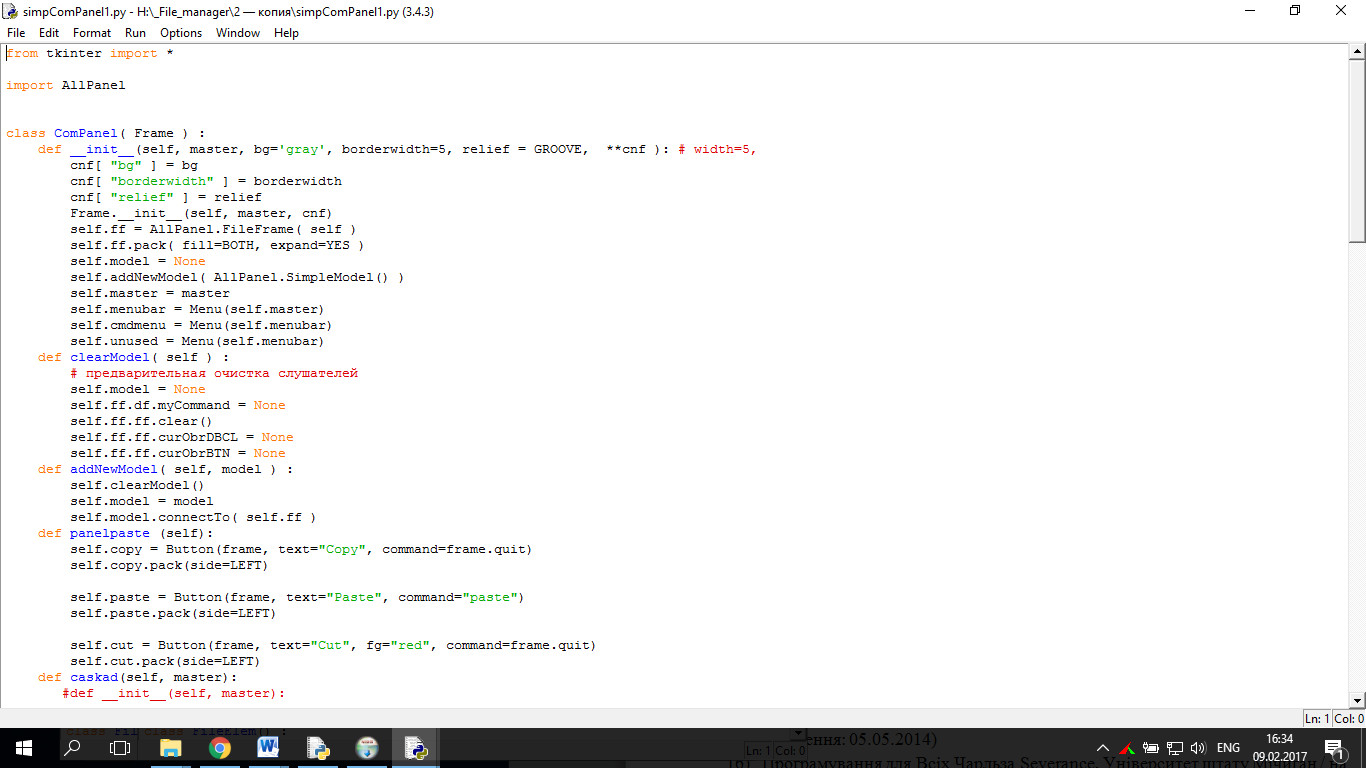 simpComPanel1.py - H:\_File_manager\2 — копия\simpComPanel1.py (3.4.3)
File Edit Format Run Options Window Help
from tkinter import *

import AllPanel


class ComPanel( Frame ) :
    def __init__(self, master, bg='gray', borderwidth=5, relief = GROOVE,  **cnf ): # width=5,
        cnf[ "bg" ] = bg
        cnf[ "borderwidth" ] = borderwidth
        cnf[ "relief" ] = relief
        Frame.__init__(self, master, cnf)
        self.ff = AllPanel.FileFrame( self )
        self.ff.pack( fill=BOTH, expand=YES )
        self.model = None
        self.addNewModel( AllPanel.SimpleModel() )
        self.master = master
        self.menubar = Menu(self.master)
        self.cmdmenu = Menu(self.menubar)
        self.unused = Menu(self.menubar)
    def clearModel( self ) :
        # предварительная очистка слушателей
        self.model = None
        self.ff.df.myCommand = None
        self.ff.ff.clear()
        self.ff.ff.curObrDBCL = None
        self.ff.ff.curObrBTN = None
    def addNewModel( self, model ) :
        self.clearModel()
        self.model = model
        self.model.connectTo( self.ff )
    def panelpaste (self):
        self.copy = Button(frame, text="Copy", command=frame.quit)
        self.copy.pack(side=LEFT)

        self.paste = Button(frame, text="Paste", command="paste")
        self.paste.pack(side=LEFT)

        self.cut = Button(frame, text="Cut", fg="red", command=frame.quit)
        self.cut.pack(side=LEFT)
    def caskad(self, master):
       #def __init__(self, master):
Ln: 1 Col: 0
ення: 05.05.2014)
Ln: 1 Col: 0
Програмування для Всіх Чарльза Severance, Університет штату Мічиган / на
ENG
16:34
09.02.2017
1